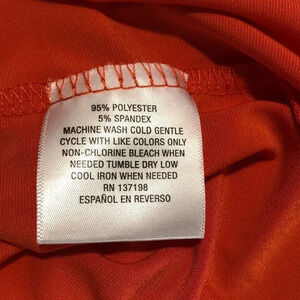 95% POLYESTER
5% SPANDEX
MACHINE WASH COLD GENTLE
CYCLE WITH LIKE COLORS ONLY
NON-CHLORINE BLEACH WHEN
NEEDED TUMBLE DRY LOW
COOL IRON WHEN NEEDED
RN 137198
ESPAÑOL EN REVERSO